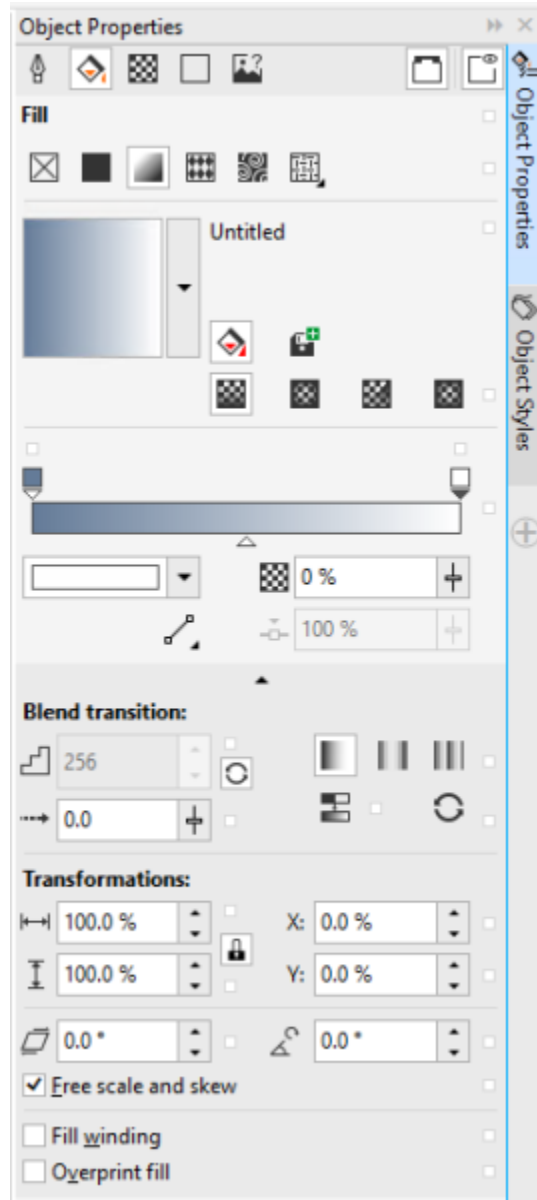 Object Properties
Fill
Untitled
0 %
100 %
Blend transition:
256
0.0
Transformations:
100.0 %
X: 0.0 %
100.0 %
Y: 0.0 %
0.0 °
0.0 °
Free scale and skew
Fill winding
Overprint fill
Object Properties
Object Styles